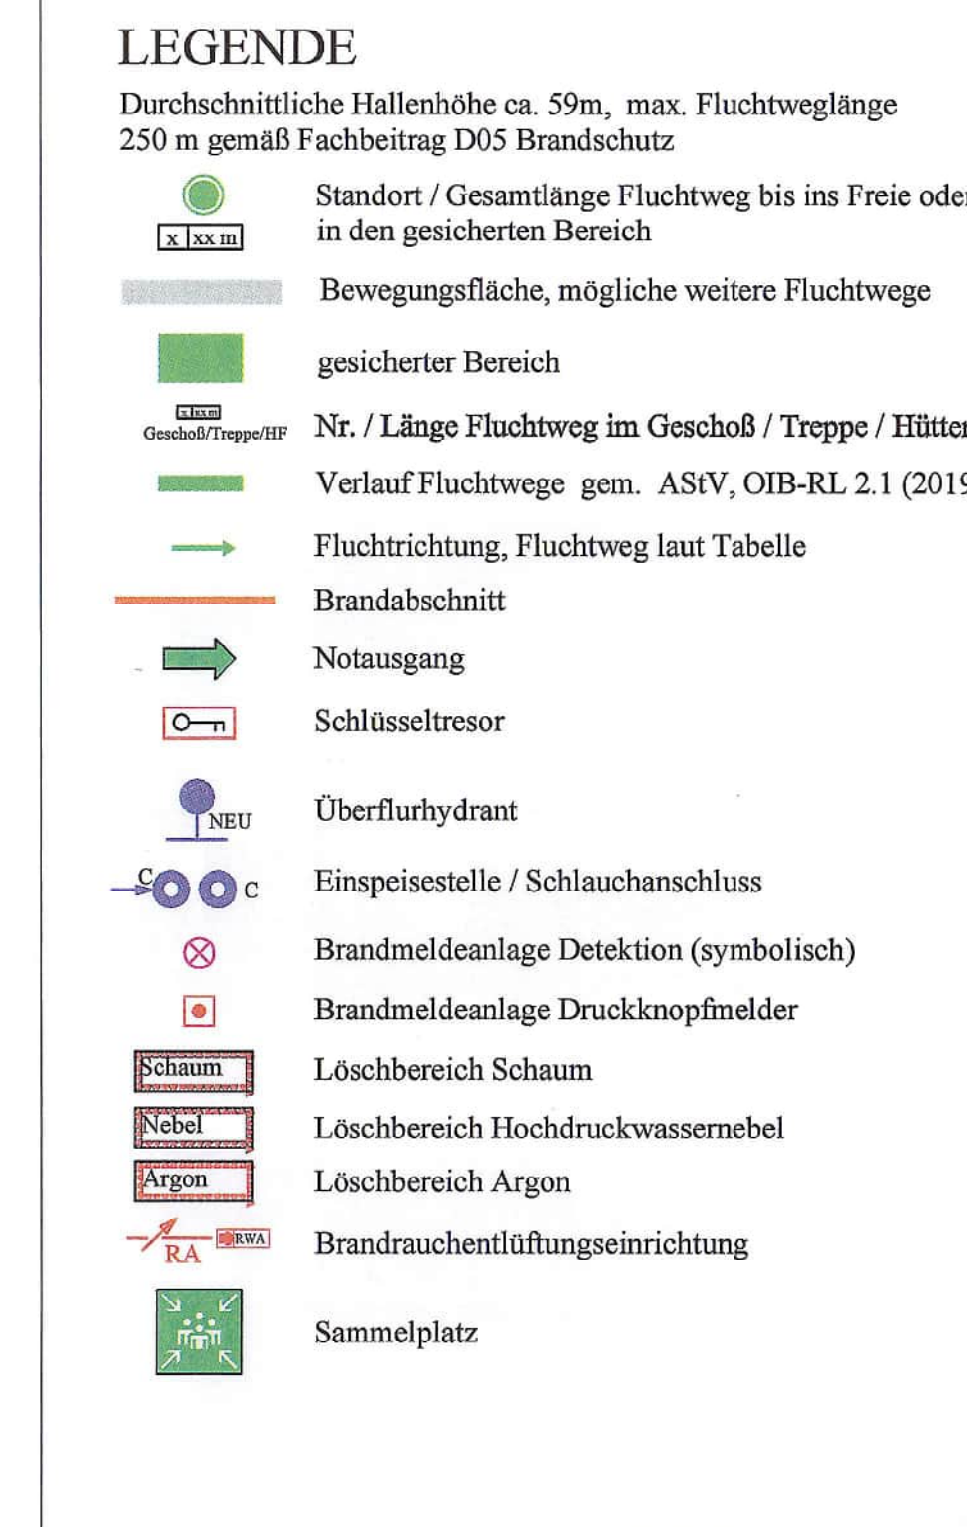 LEGENDE
Durchschnittliche Hallenhöhe ca. 59m, max. Fluchtweglänge
250 m gemäß Fachbeitrag D05 Brandschutz
Standort / Gesamtlänge Fluchtweg bis ins Freie oder
x xx m in den gesicherten Bereich
Bewegungsfläche, mögliche weitere Fluchtwege
gesicherter Bereich
x xx m
Geschoß/Treppe/HF Nr. / Länge Fluchtweg im Geschoß / Treppe / Hütten
Verlauf Fluchtwege gem. AStV, OIB-RL 2.1 (2019
Fluchtrichtung, Fluchtweg laut Tabelle
Brandabschnitt
Notausgang
Schlüsseltresor
NEU Überflurhydrant
C C Einspeisestelle / Schlauchanschluss
Brandmeldeanlage Detektion (symbolisch)
Brandmeldeanlage Druckknopfmelder
Schaum Löschbereich Schaum
Nebel Löschbereich Hochdruckwassernebel
Argon Löschbereich Argon
RA RWA Brandrauchentlüftungseinrichtung
Sammelplatz